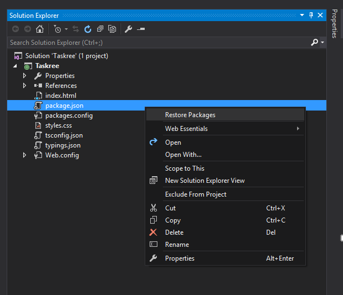 Solution Explorer
Properties
Search Solution Explorer (Ctrl+;)
Solution 'Taskree' (1 project)
Taskree
Properties
References
index.html
package.json
packages.config
styles.css
tsconfig.json
typings.json
Web.config
Restore Packages
Web Essentials
Open
Open With...
Scope to This
New Solution Explorer View
Exclude From Project
Cut Ctrl+X
Copy Ctrl+C
Delete Del
Rename
Properties Alt+Enter